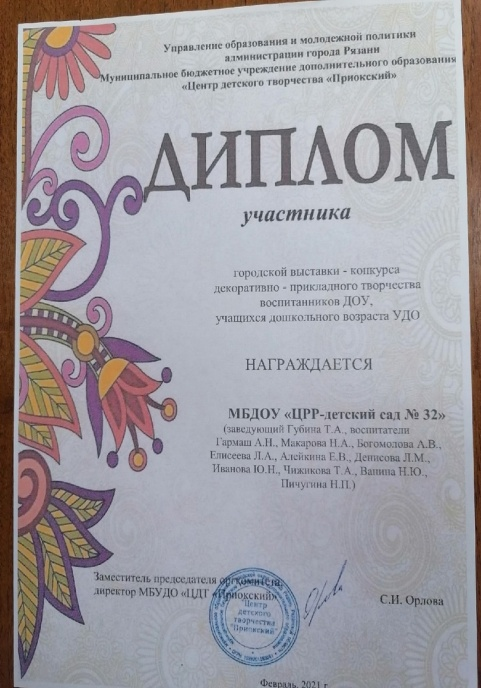 Управление образования и молодежной политики
администрации города Рязани
Муниципальное бюджетное учреждение дополнительного образования
«Центр детского творчества «Приокский»
ДИПЛОМ
участника
городской выставки - конкурса
декоративно - прикладного творчества
воспитанников ДОУ,
учащихся дошкольного возраста УДО
НАГРАЖДАЕТСЯ
МБДОУ «ЦРР-детский сад № 32»
(заведующий Губина Т.А., воспитатели
Гармаш А.Н., Макарова Н.А., Богомолова А.В.,
Елисеева Л.А., Алейкина Е.В., Денисова Л.М.,
Иванова Ю.Н., Чижикова Т.А., Ванина Н.Ю.,
Пичугина Н.П.)
Заместитель председателя оргкомитета,
директор МБУДО «ЦДТ «Приокский»
С.И. Орлова
Центр
детского
творчества
"Приокский"
Февраль, 2021 г.